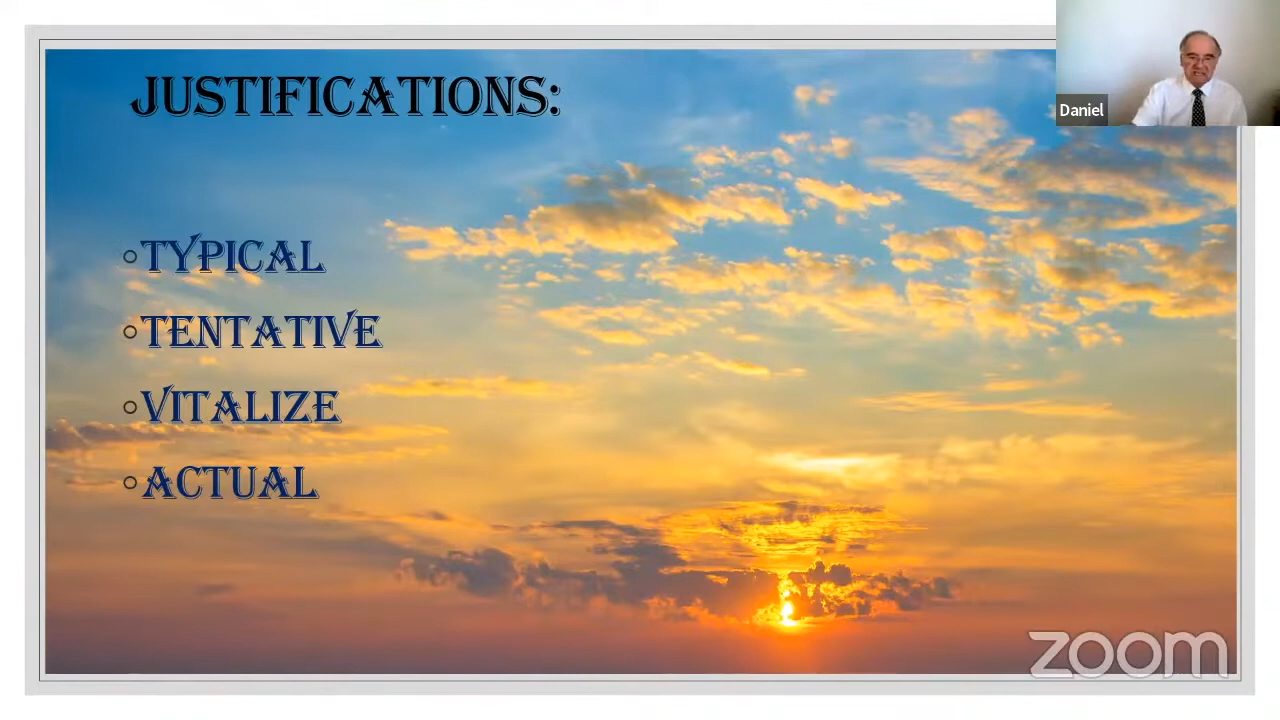 JUSTIFICATIONS:
Daniel
TYPICAL
TENTATIVE
VITALIZE
ACTUAL
zoom